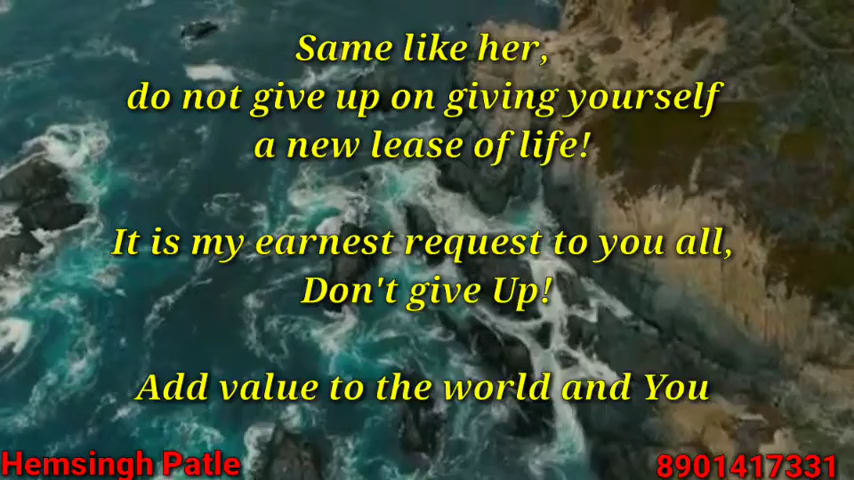 Same like her,
do not give up on giving yourself
a new lease of life!
It is my earnest request to you all,
Don't give Up!
Add value to the world and You
Hemsingh Patle
8901417331